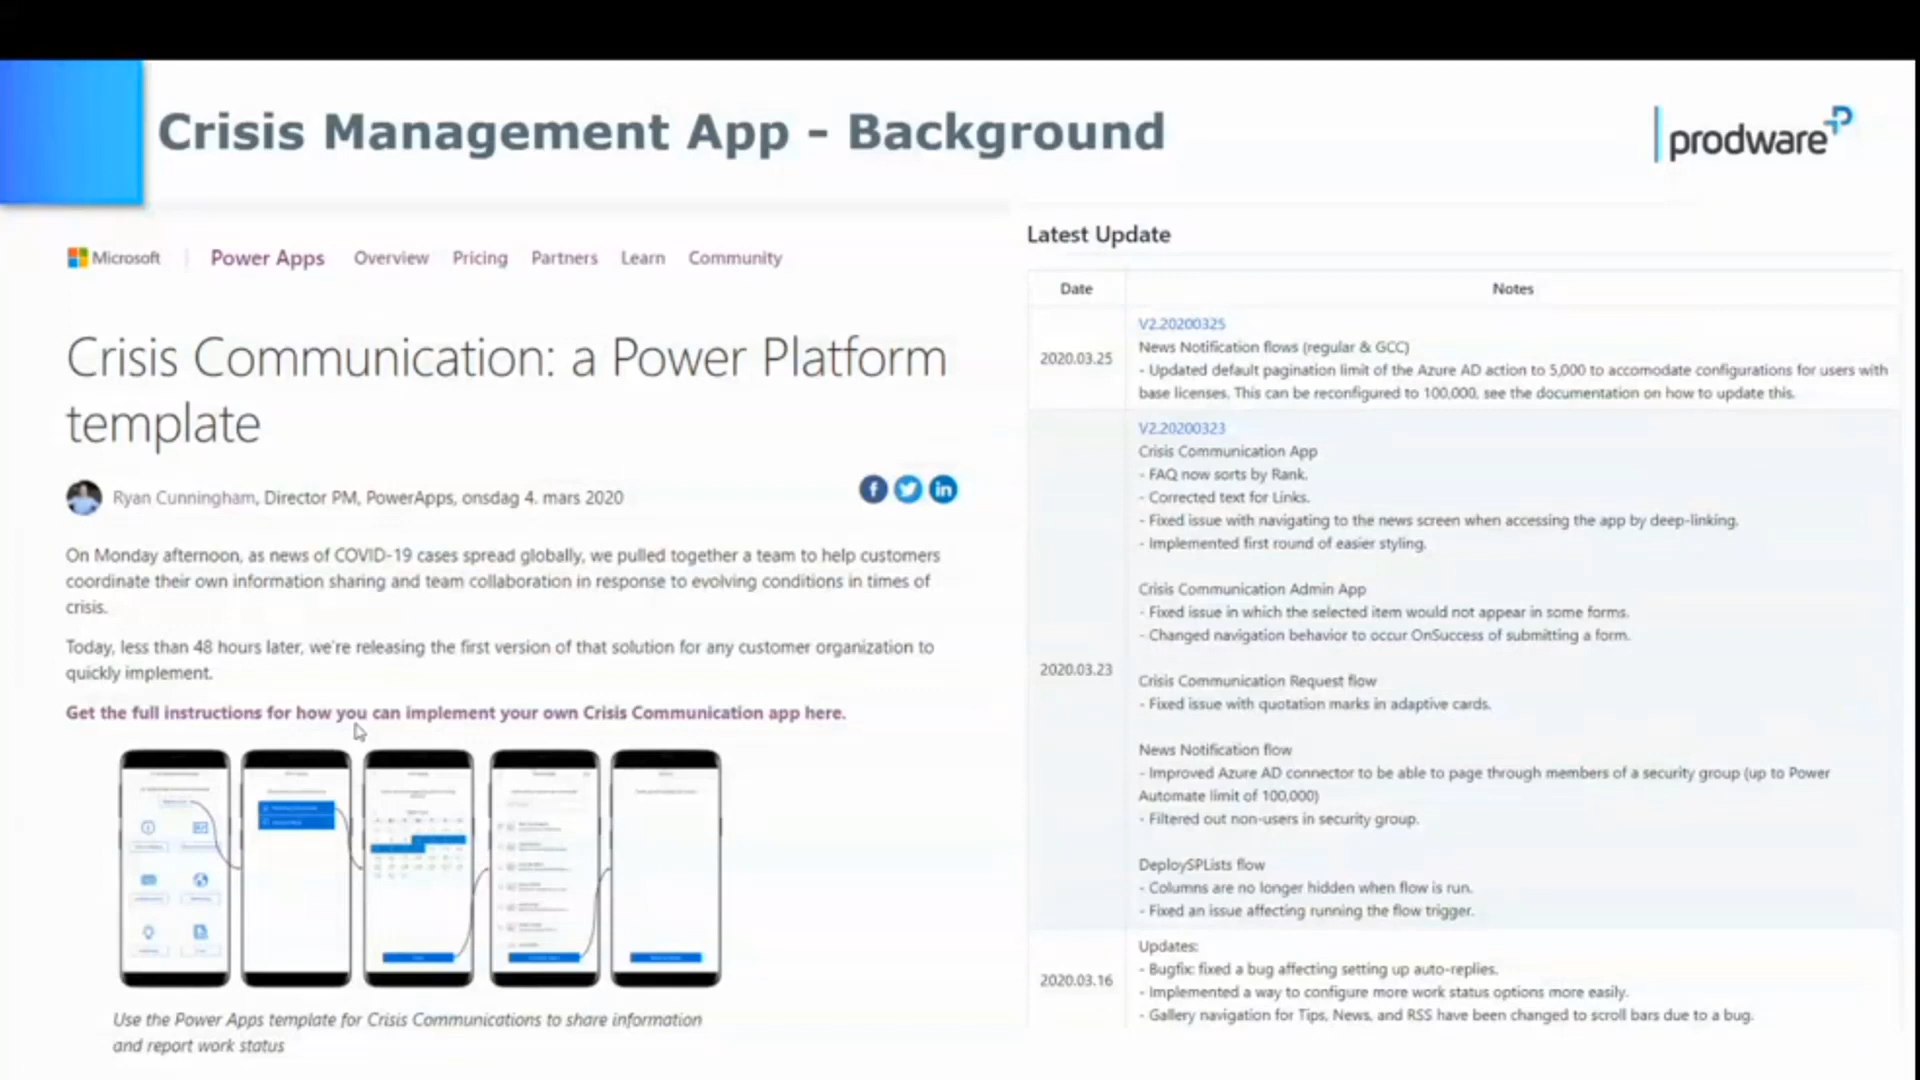 Crisis Management App - Background
prodware
Microsoft
Power Apps
Overview
Pricing
Partners
Learn
Community
Crisis Communication: a Power Platform
template
Ryan Cunningham, Director PM, PowerApps, onsdag 4. mars 2020
On Monday afternoon, as news of COVID-19 cases spread globally, we pulled together a team to help customers
coordinate their own information sharing and team collaboration in response to evolving conditions in times of
crisis.
Today, less than 48 hours later, we're releasing the first version of that solution for any customer organization to
quickly implement.
Get the full instructions for how you can implement your own Crisis Communication app here.
Use the Power Apps template for Crisis Communications to share information
and report work status
Latest Update
Date
Notes
2020.03.25
V2.20200325
News Notification flows (regular & GCC)
- Updated default pagination limit of the Azure AD action to 5,000 to accomodate configurations for users with
base licenses. This can be reconfigured to 100,000, see the documentation on how to update this.
2020.03.23
V2.20200323
Crisis Communication App
- FAQ now sorts by Rank.
- Corrected text for Links.
- Fixed issue with navigating to the news screen when accessing the app by deep-linking.
- Implemented first round of easier styling.
Crisis Communication Admin App
- Fixed issue in which the selected item would not appear in some forms.
- Changed navigation behavior to occur OnSuccess of submitting a form.
Crisis Communication Request flow
- Fixed issue with quotation marks in adaptive cards.
News Notification flow
- Improved Azure AD connector to be able to page through members of a security group (up to Power
Automate limit of 100,000)
- Filtered out non-users in security group.
DeploySPLists flow
- Columns are no longer hidden when flow is run.
- Fixed an issue affecting running the flow trigger.
2020.03.16
Updates:
- Bugfix: fixed a bug affecting setting up auto-replies.
- Implemented a way to configure more work status options more easily.
- Gallery navigation for Tips, News, and RSS have been changed to scroll bars due to a bug.